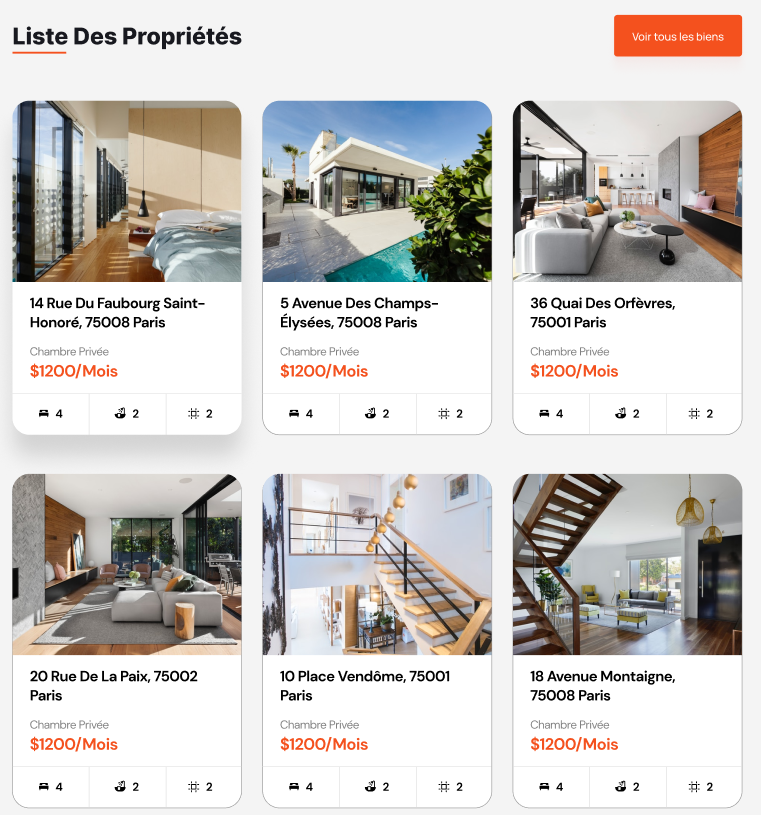 Liste Des Propriétés
Voir tous les biens
14 Rue Du Faubourg Saint-
Honoré, 75008 Paris
Chambre Privée
$1200/Mois
4 2 2
5 Avenue Des Champs-
Élysées, 75008 Paris
Chambre Privée
$1200/Mois
4 2 2
36 Quai Des Orfèvres,
75001 Paris
Chambre Privée
$1200/Mois
4 2 2
20 Rue De La Paix, 75002
Paris
Chambre Privée
$1200/Mois
4 2 2
10 Place Vendôme, 75001
Paris
Chambre Privée
$1200/Mois
4 2 2
18 Avenue Montaigne,
75008 Paris
Chambre Privée
$1200/Mois
4 2 2